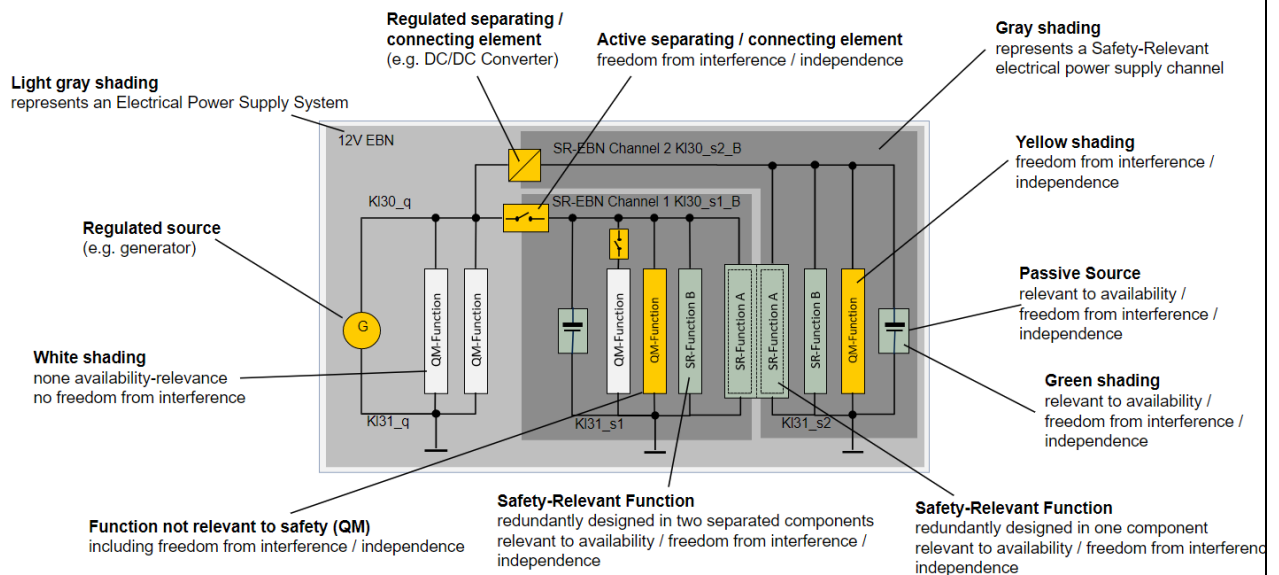 Regulated separating /
connecting element
(e.g. DC/DC Converter)
Active separating / connecting element
freedom from interference / independence
Gray shading
represents a Safety-Relevant
electrical power supply channel
Light gray shading
represents an Electrical Power Supply System
12V EBN
SR-EBN Channel 2 Kl30_s2_B
Yellow shading
freedom from interference /
independence
Kl30_q
SR-EBN Channel 1 Kl30_s1_B
Regulated source
(e.g. generator)
G
QM-Function
QM-Function
QM-Function
QM-Function
SR-Function B
SR-Function A
SR-Function A
SR-Function B
QM-Function
Passive Source
relevant to availability /
freedom from interference /
independence
White shading
none availability-relevance
no freedom from interference
Green shading
relevant to availability /
freedom from interference /
independence
Kl31_q
Kl31_s1
Kl31_s2
Function not relevant to safety (QM)
including freedom from interference / independence
Safety-Relevant Function
redundantly designed in two separated components
relevant to availability / freedom from interference /
independence
Safety-Relevant Function
redundantly designed in one component
relevant to availability / freedom from interferenc
independence